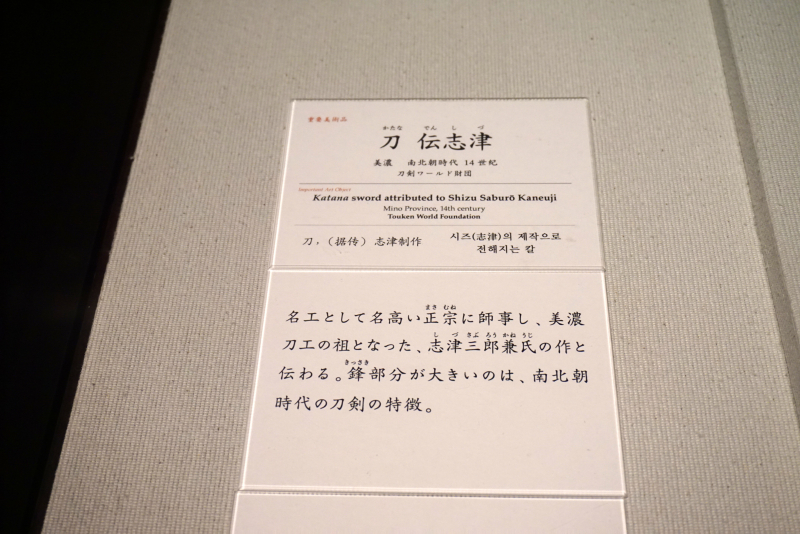 重要美術品
かたな でん し づ
刀 伝志津
美濃 南北朝時代 14世紀
刀剣ワールド財団
Important Art Object
Katana sword attributed to Shizu Saburō Kaneuji
Mino Province, 14th century
Touken World Foundation
刀,（据传）志津制作
시즈(志津)의 제작으로
전해지는 칼
まさ むね
名工として名高い正宗に師事し、美濃
し づ さぶ ろう かね うじ
刀工の祖となった、志津三郎兼氏の作と
きっさき
伝わる。鋒部分が大きいのは、南北朝
時代の刀剣の特徴。